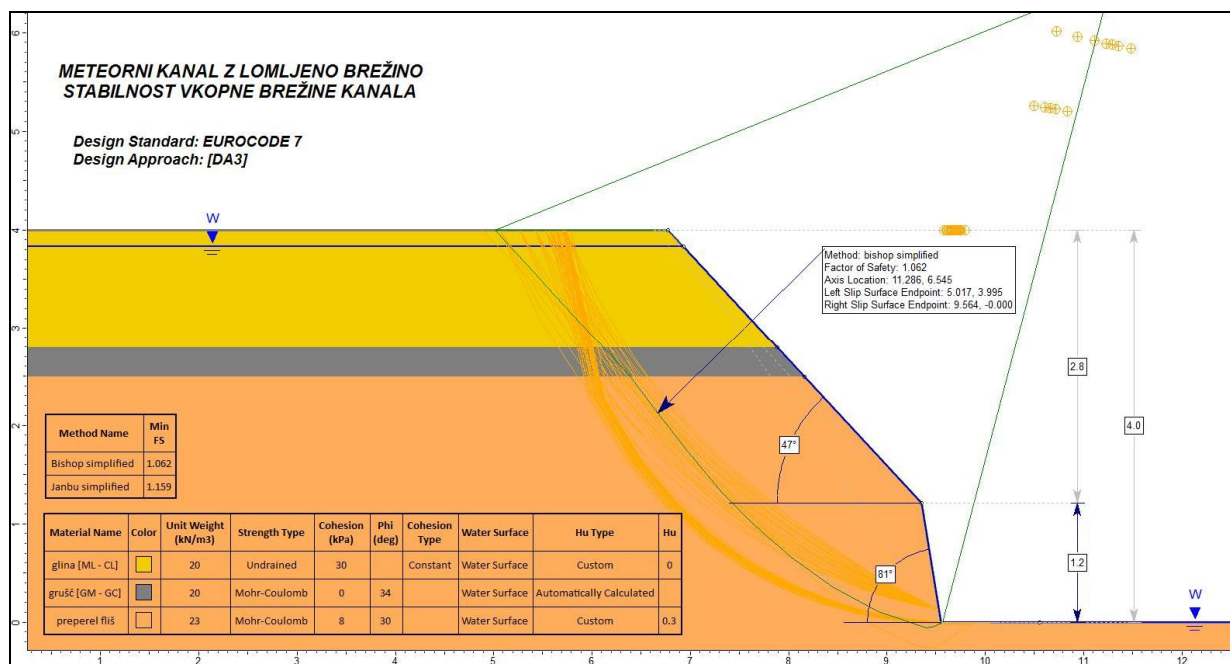 METEORNI KANAL Z LOMLJENO BREŽINO
STABILNOST VKOPNE BREŽINE KANALA
Design Standard: EUROCODE 7
Design Approach: [DA3]
W
Method: bishop simplified
Factor of Safety: 1.062
Axis Location: 11.286, 6.545
Left Slip Surface Endpoint: 5.017, 3.995
Right Slip Surface Endpoint: 9.564, -0.000
2.8
4.0
47°
1.2
81°
W
Method Name Min FS
Bishop simplified 1.062
Janbu simplified 1.159
Material Name Color Unit Weight (kN/m3) Strength Type Cohesion (kPa) Phi (deg) Cohesion Type Water Surface Hu Type Hu
glina [ML - CL] 20 Undrained 30 Constant Water Surface Custom 0
grušč [GM - GC] 20 Mohr-Coulomb 0 34 Water Surface Automatically Calculated
preperel fliš 23 Mohr-Coulomb 8 30 Water Surface Custom 0.3
6
5
4
3
2
1
0
1 2 3 4 5 6 7 8 9 10 11 12